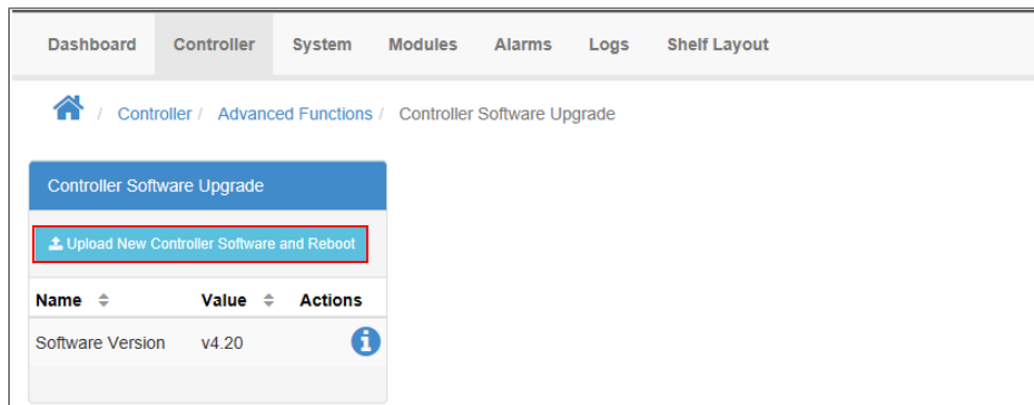 Dashboard Controller System Modules Alarms Logs Shelf Layout
/ Controller / Advanced Functions / Controller Software Upgrade
Controller Software Upgrade
Upload New Controller Software and Reboot
Name Value Actions
Software Version v4.20